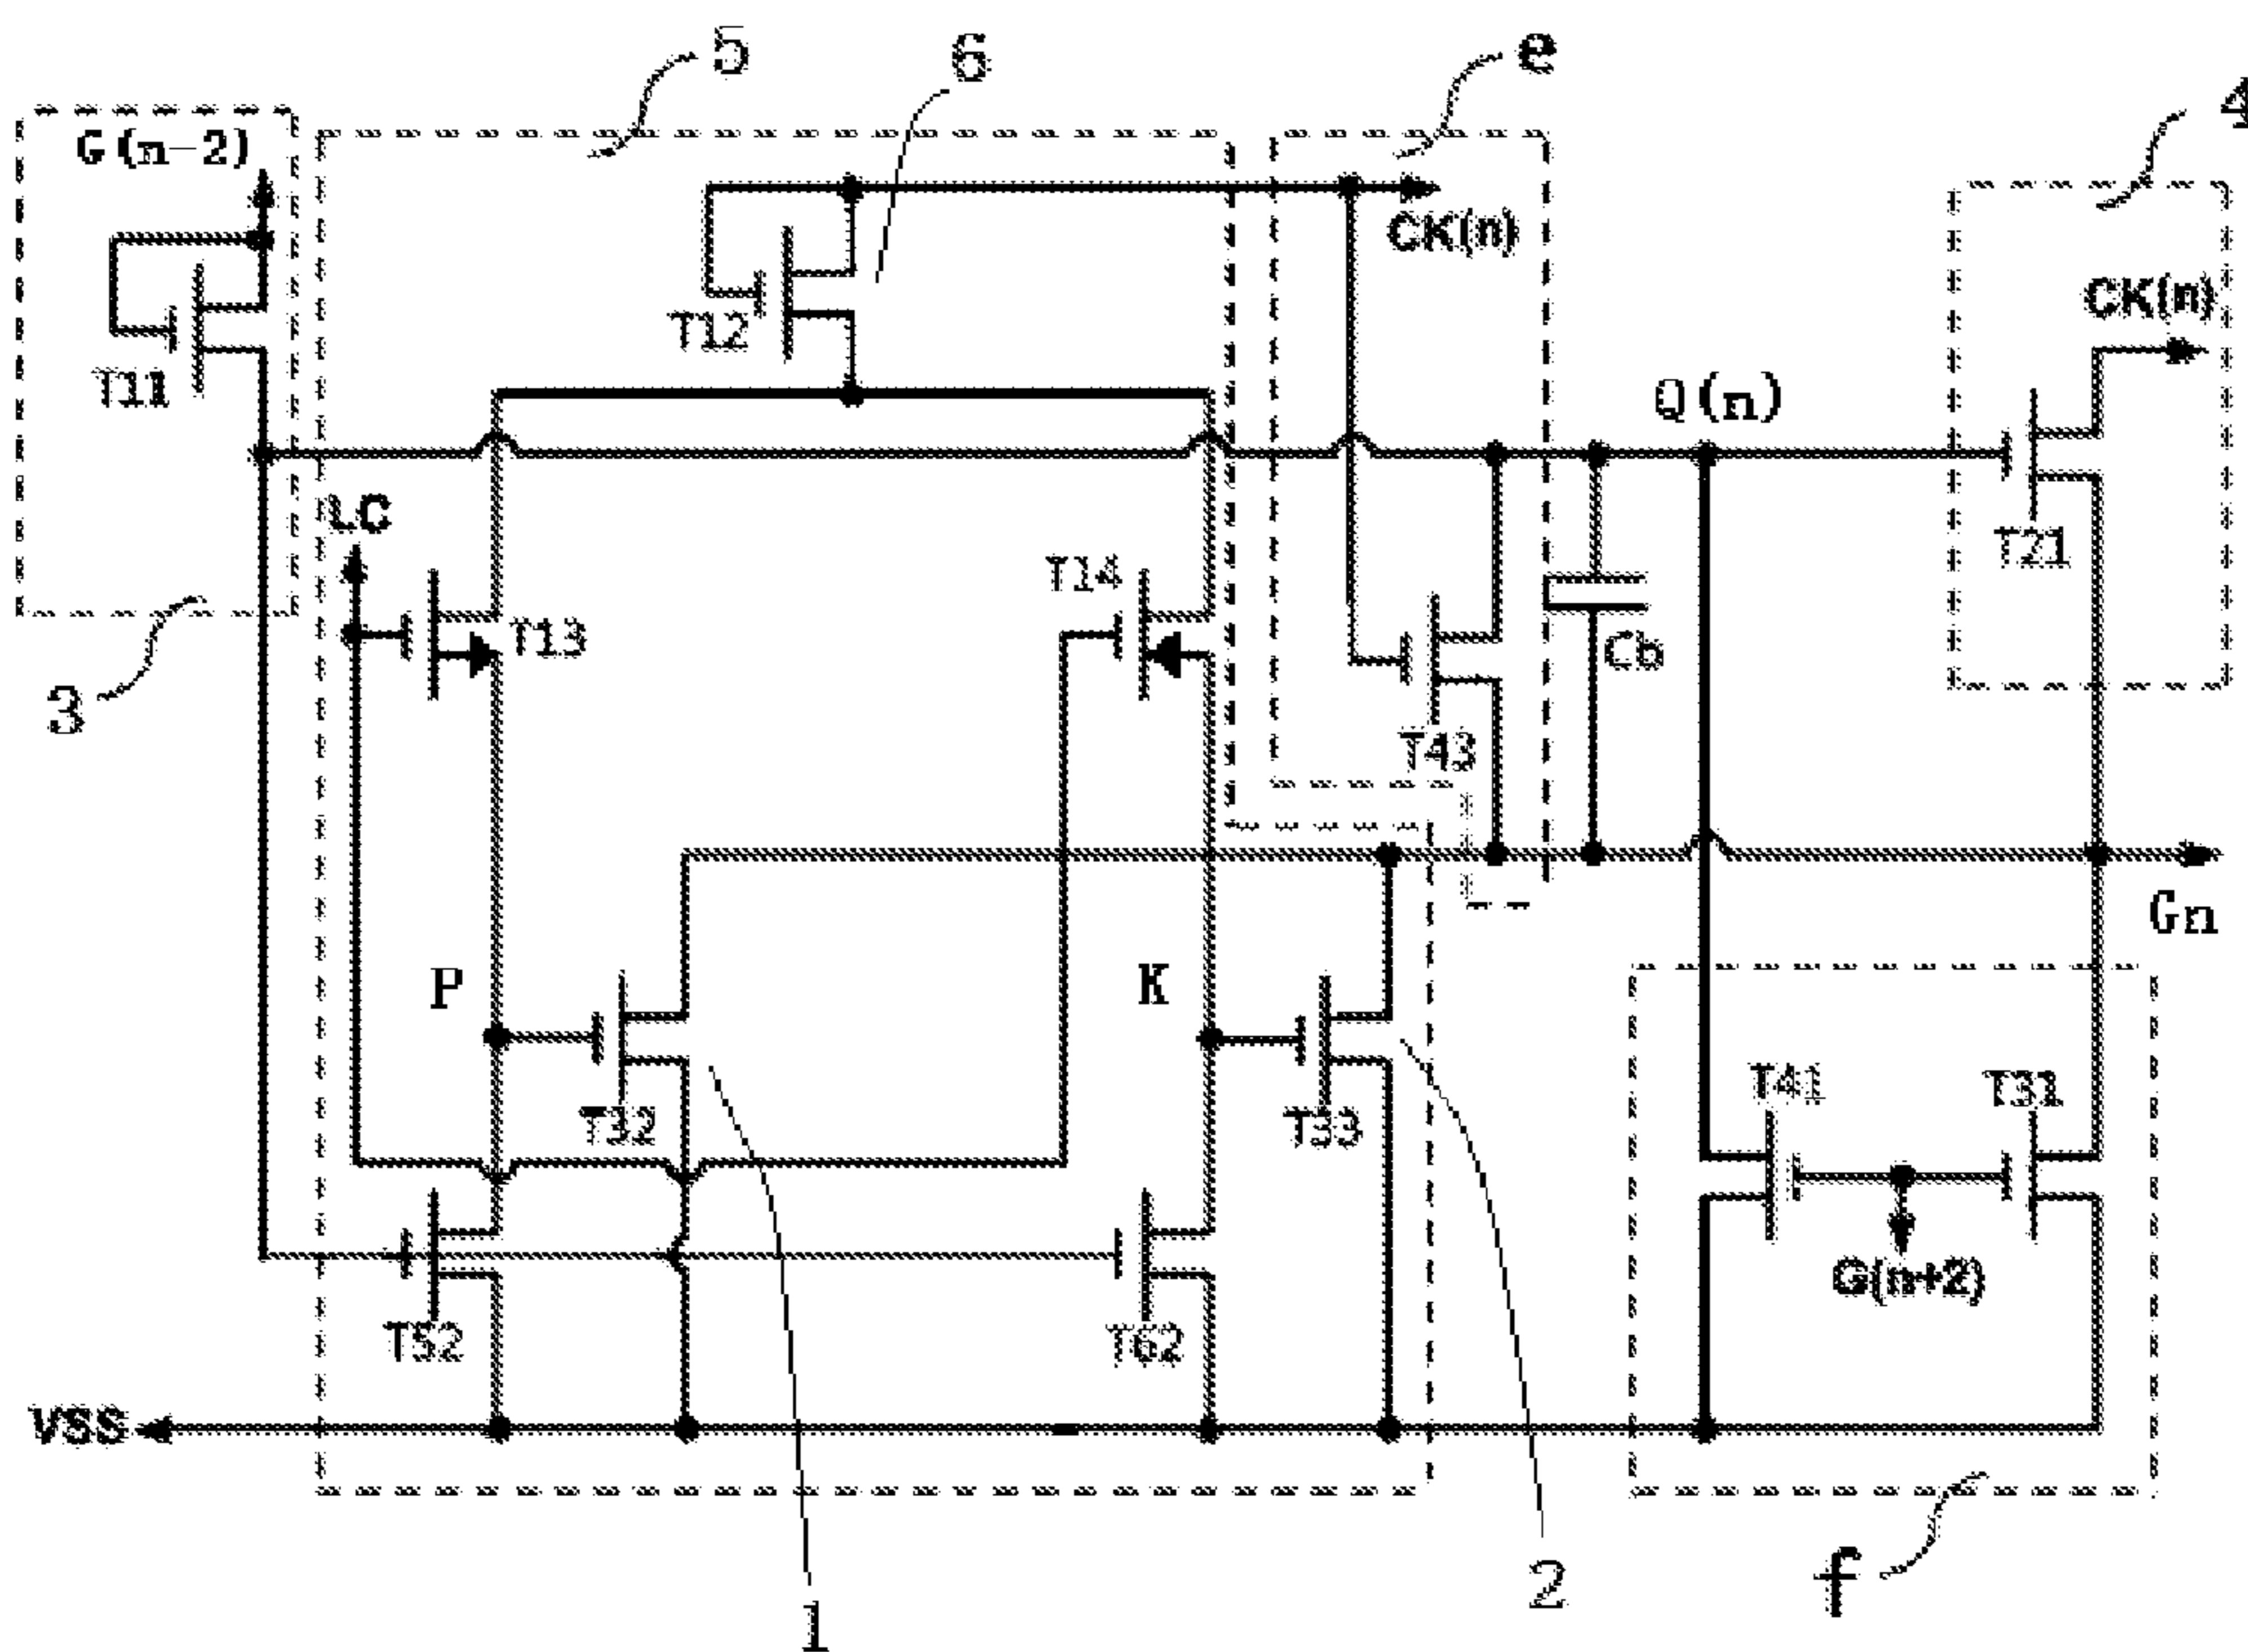 5
6
e
4
G(n-2)
CK(n)
CK(n)
T12
T11
Q(n)
LC
T14
T21
T13
Cb
3
T43
Gn
P
K
T41
T31
T32
T33
G(n+2)
T52
T62
VSS
2
f
1